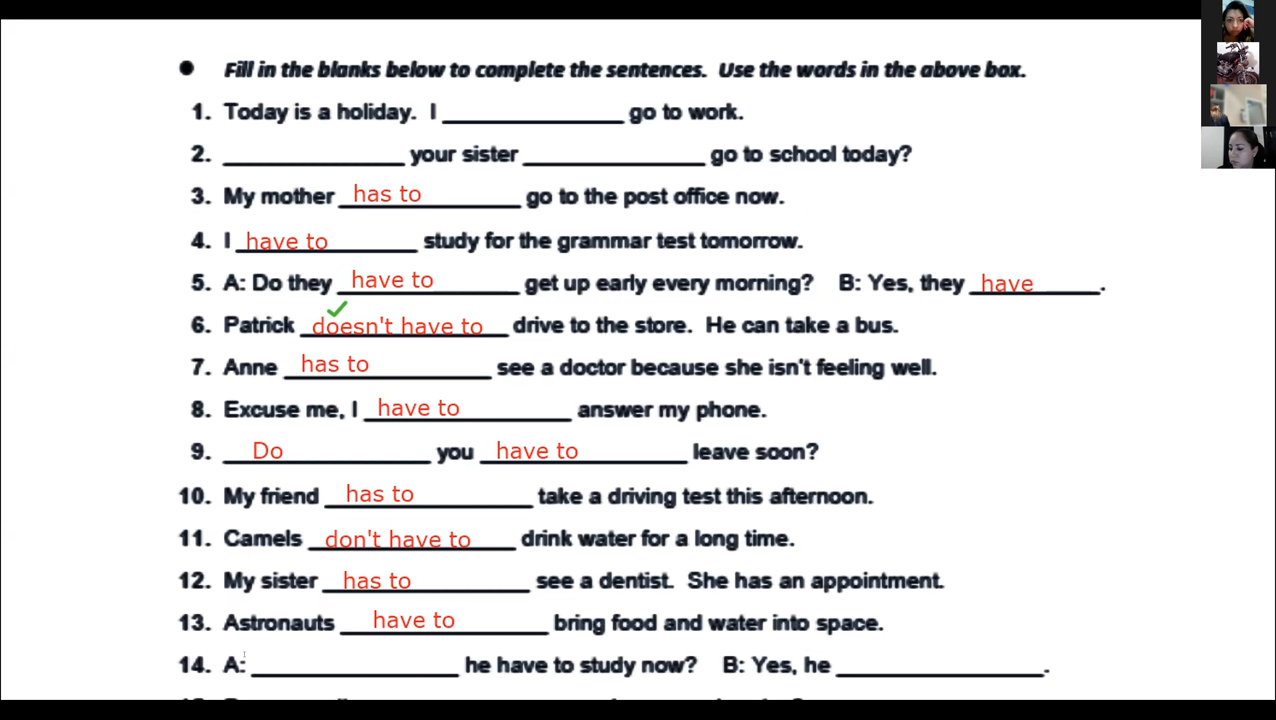 ● Fill in the blanks below to complete the sentences. Use the words in the above box.
1. Today is a holiday. I ____________ go to work.
2. ____________ your sister ____________ go to school today?
3. My mother has to go to the post office now.
4. I have to study for the grammar test tomorrow.
5. A: Do they have to get up early every morning? B: Yes, they have.
6. Patrick doesn't have to drive to the store. He can take a bus.
7. Anne has to see a doctor because she isn't feeling well.
8. Excuse me, I have to answer my phone.
9. Do you have to leave soon?
10. My friend has to take a driving test this afternoon.
11. Camels don't have to drink water for a long time.
12. My sister has to see a dentist. She has an appointment.
13. Astronauts have to bring food and water into space.
14. A: ____________ he have to study now? B: Yes, he ____________.